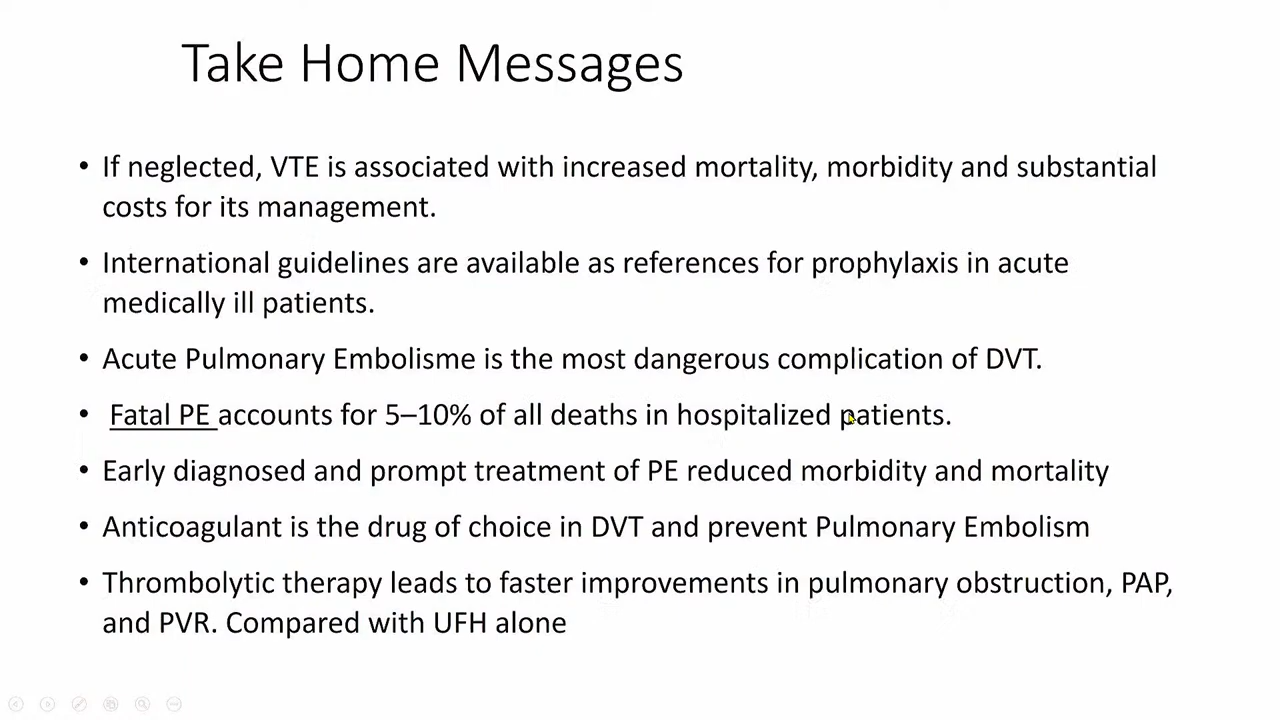 Take Home Messages
• If neglected, VTE is associated with increased mortality, morbidity and substantial
costs for its management.
• International guidelines are available as references for prophylaxis in acute
medically ill patients.
• Acute Pulmonary Embolisme is the most dangerous complication of DVT.
• Fatal PE accounts for 5–10% of all deaths in hospitalized patients.
• Early diagnosed and prompt treatment of PE reduced morbidity and mortality
• Anticoagulant is the drug of choice in DVT and prevent Pulmonary Embolism
• Thrombolytic therapy leads to faster improvements in pulmonary obstruction, PAP,
and PVR. Compared with UFH alone